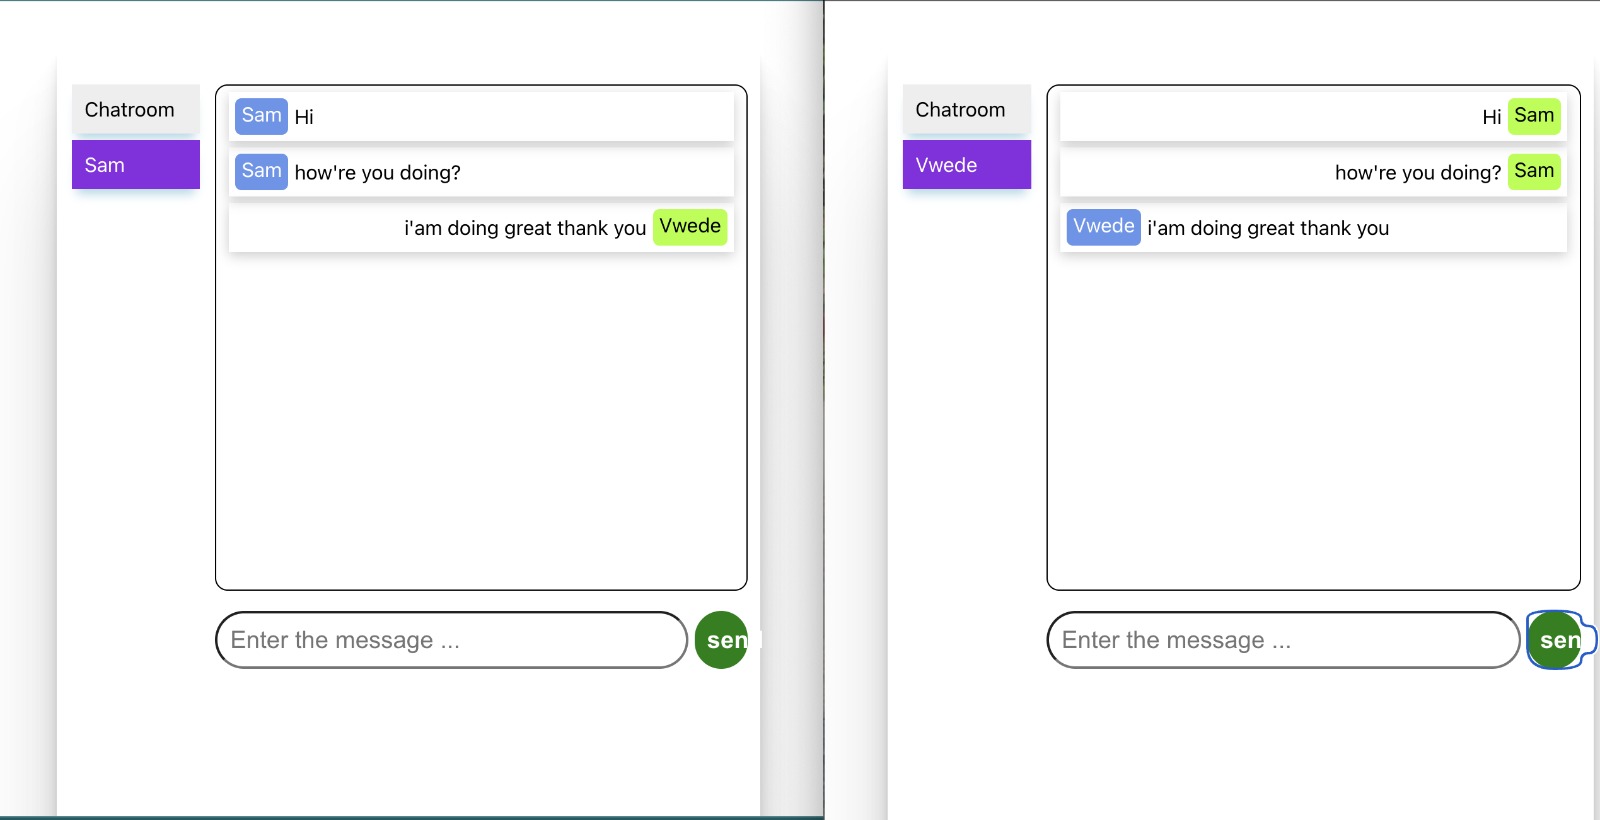 Chatroom
Sam
Sam Hi
Sam how're you doing?
i'am doing great thank you Vwede
Enter the message ...
sen
Chatroom
Vwede
Hi Sam
how're you doing? Sam
Vwede i'am doing great thank you
Enter the message ...
sen